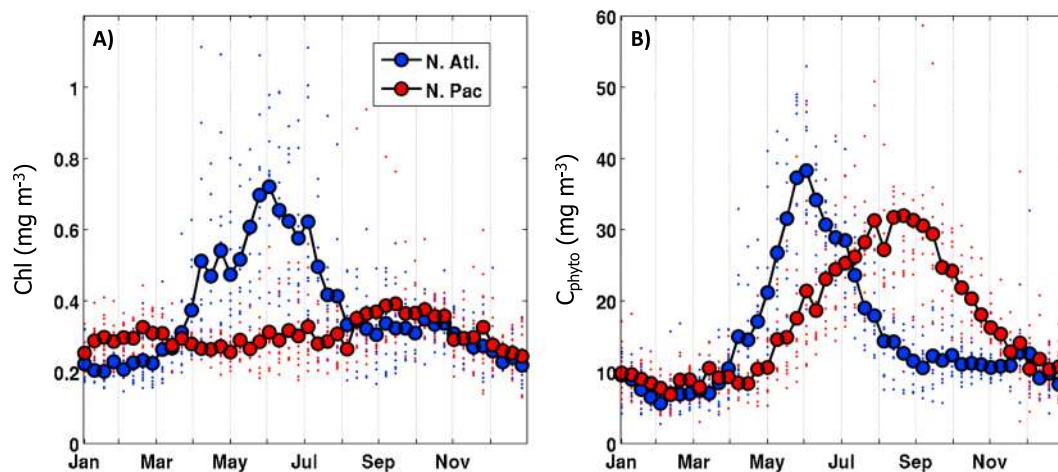 A)
N. Atl.
N. Pac
Chl (mg m-3)
1
0.8
0.6
0.4
0.2
0
Jan Mar May Jul Sep Nov
B)
Cphyto (mg m-3)
60
50
40
30
20
10
0
Jan Mar May Jul Sep Nov